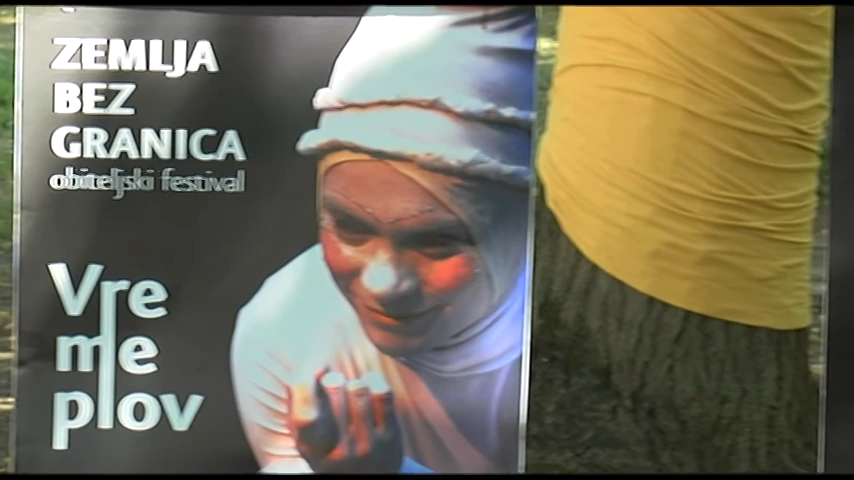 ZEMLJA
BEZ
GRANICA
obiteljski festival
Vre
me
plov